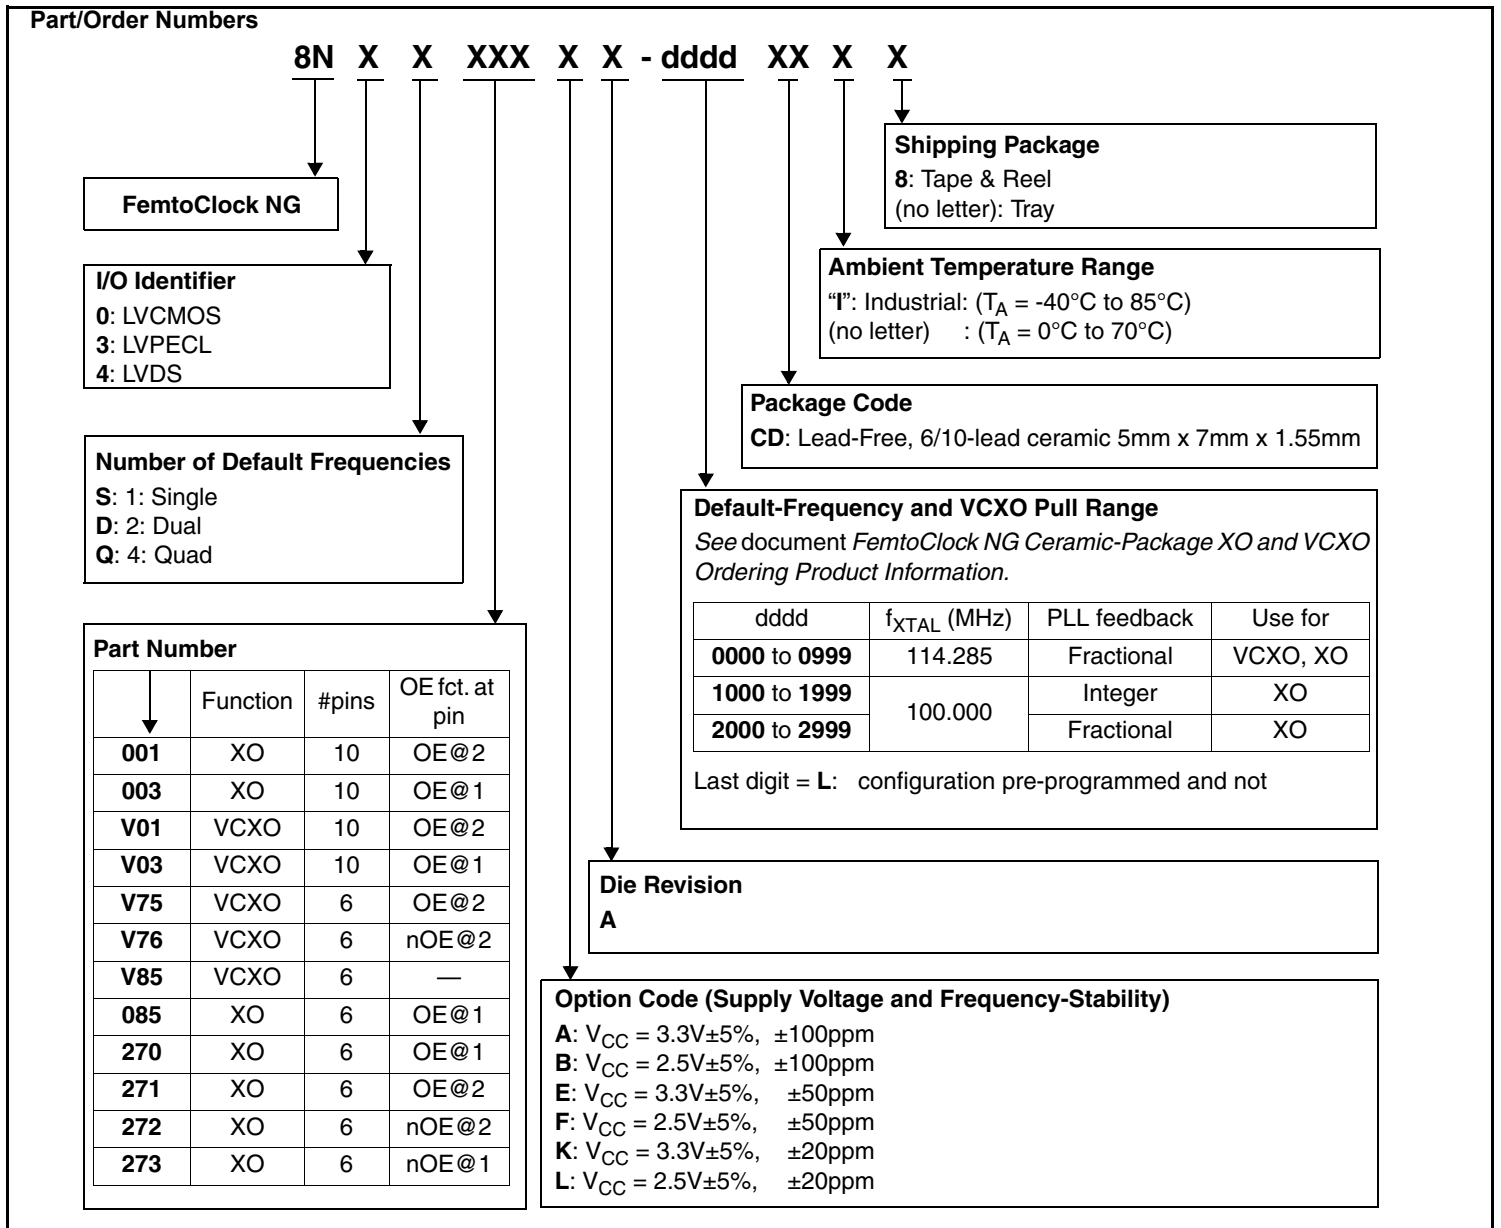 Part/Order Numbers
8N X X XXX X X - dddd XX X X
Shipping Package
8: Tape & Reel
(no letter): Tray
FemtoClock NG
Ambient Temperature Range
“I”: Industrial: (TA = -40°C to 85°C)
(no letter) : (TA = 0°C to 70°C)
I/O Identifier
0: LVCMOS
3: LVPECL
4: LVDS
Package Code
CD: Lead-Free, 6/10-lead ceramic 5mm x 7mm x 1.55mm
Number of Default Frequencies
S: 1: Single
D: 2: Dual
Q: 4: Quad
Default-Frequency and VCXO Pull Range
See document FemtoClock NG Ceramic-Package XO and VCXO
Ordering Product Information.
dddd fXTAL (MHz) PLL feedback Use for
0000 to 0999 114.285 Fractional VCXO, XO
1000 to 1999 100.000 Integer XO
2000 to 2999 Fractional XO
Last digit = L: configuration pre-programmed and not
Part Number
Function #pins OE fct. at pin
001 XO 10 OE@2
003 XO 10 OE@1
V01 VCXO 10 OE@2
V03 VCXO 10 OE@1
V75 VCXO 6 OE@2
V76 VCXO 6 nOE@2
V85 VCXO 6 —
085 XO 6 OE@1
270 XO 6 OE@1
271 XO 6 OE@2
272 XO 6 nOE@2
273 XO 6 nOE@1
Die Revision
A
Option Code (Supply Voltage and Frequency-Stability)
A: VCC = 3.3V±5%, ±100ppm
B: VCC = 2.5V±5%, ±100ppm
E: VCC = 3.3V±5%, ±50ppm
F: VCC = 2.5V±5%, ±50ppm
K: VCC = 3.3V±5%, ±20ppm
L: VCC = 2.5V±5%, ±20ppm